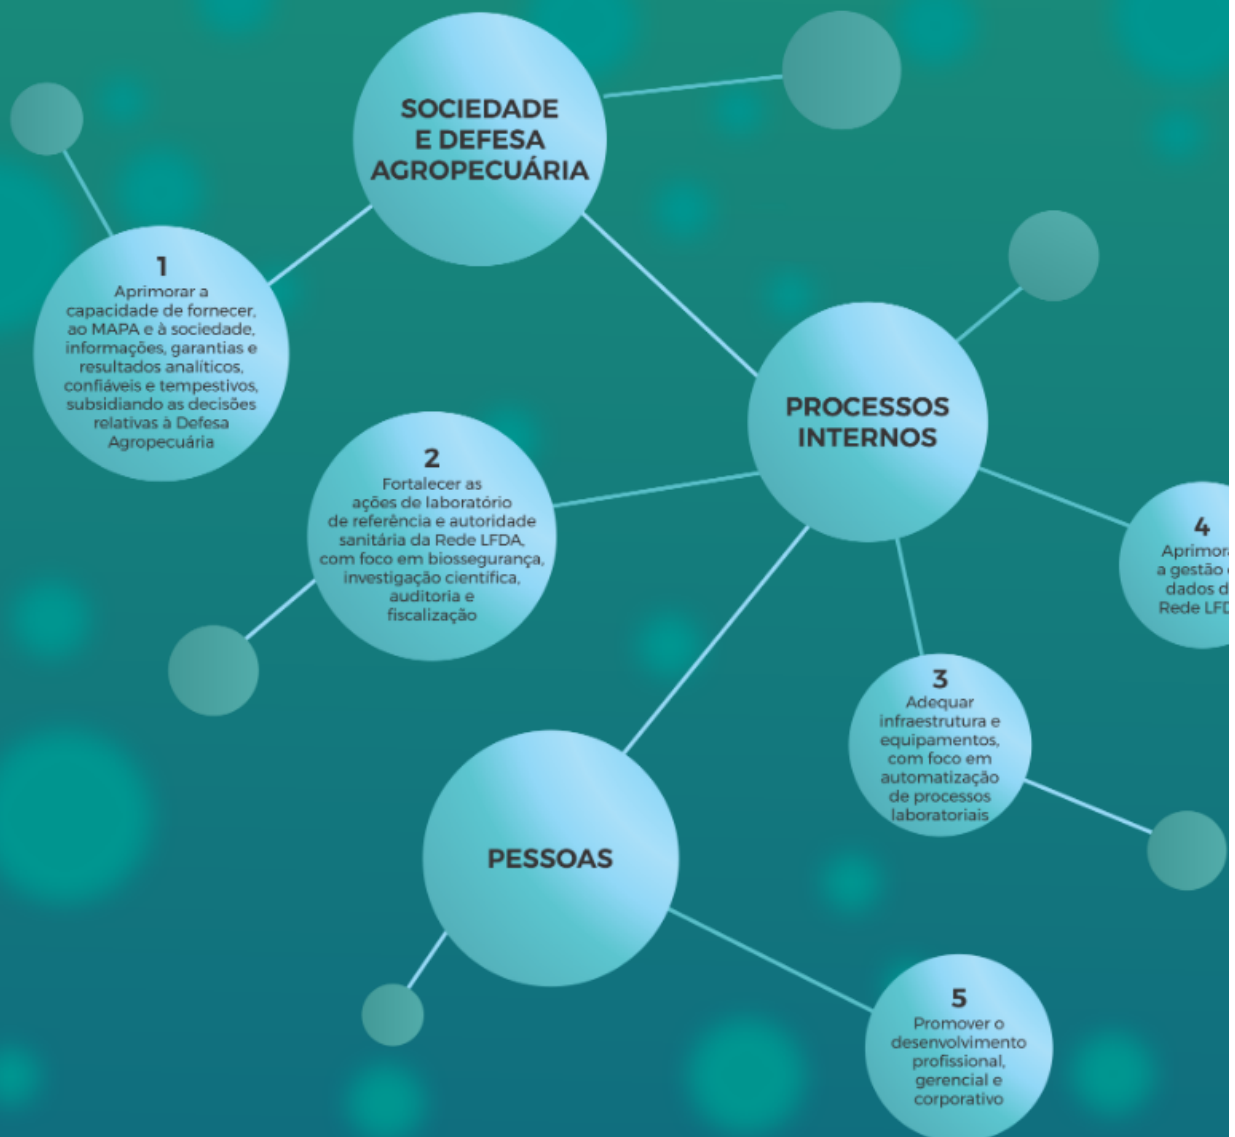 SOCIEDADE
E DEFESA
AGROPECUÁRIA
1
Aprimorar a
capacidade de fornecer,
ao MAPA e à sociedade,
informações, garantias e
resultados analíticos,
confiáveis e tempestivos,
subsidiando as decisões
relativas à Defesa
Agropecuária
PROCESSOS
INTERNOS
2
Fortalecer as
ações de laboratório
de referência e autoridade
sanitária da Rede LFDA,
com foco em biossegurança,
investigação científica,
auditoria e
fiscalização
3
Adequar
infraestrutura e
equipamentos,
com foco em
automatização
de processos
laboratoriais
4
a gestão
dados
Rede
PESSOAS
5
Promover o
desenvolvimento
profissional,
gerencial e
corporativo